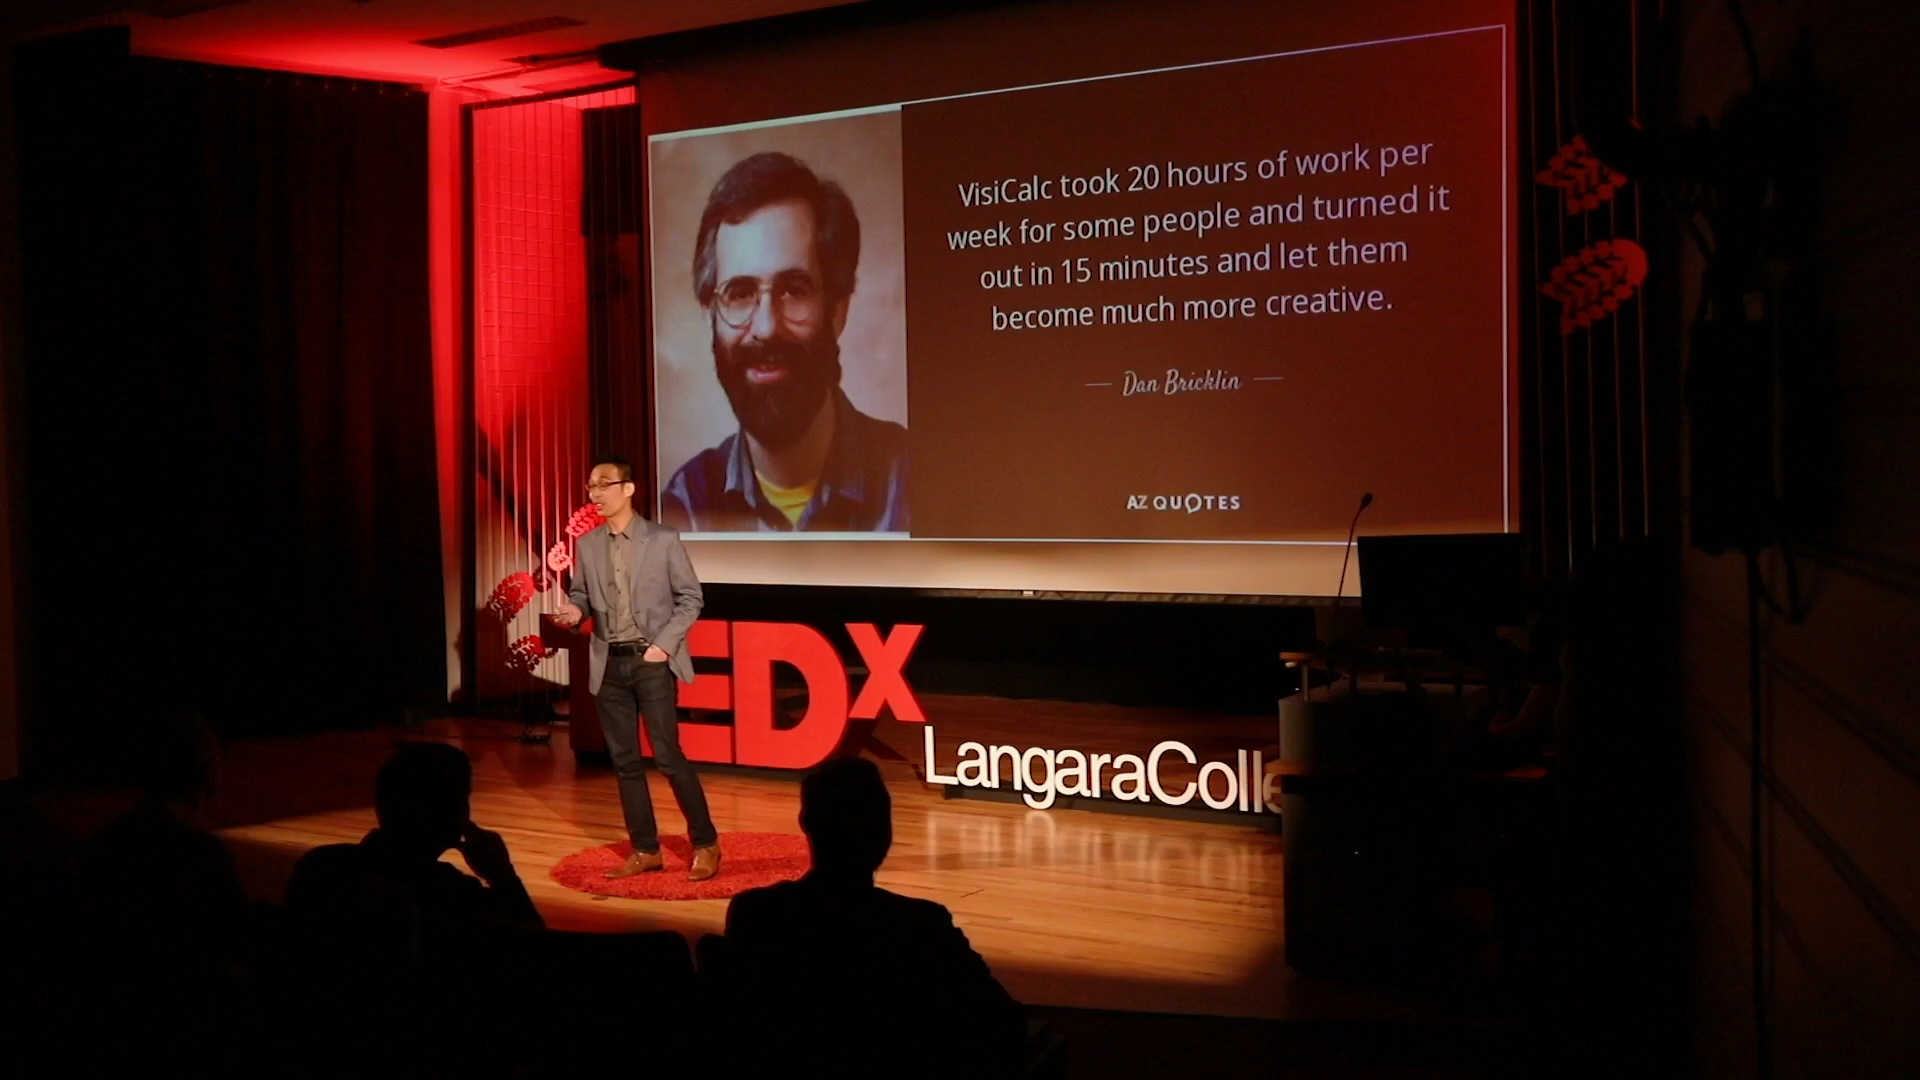 VisiCalc took 20 hours of work per
week for some people and turned it
out in 15 minutes and let them
become much more creative.
— Dan Bricklin —
AZ QUOTES
EDx
LangaraColle